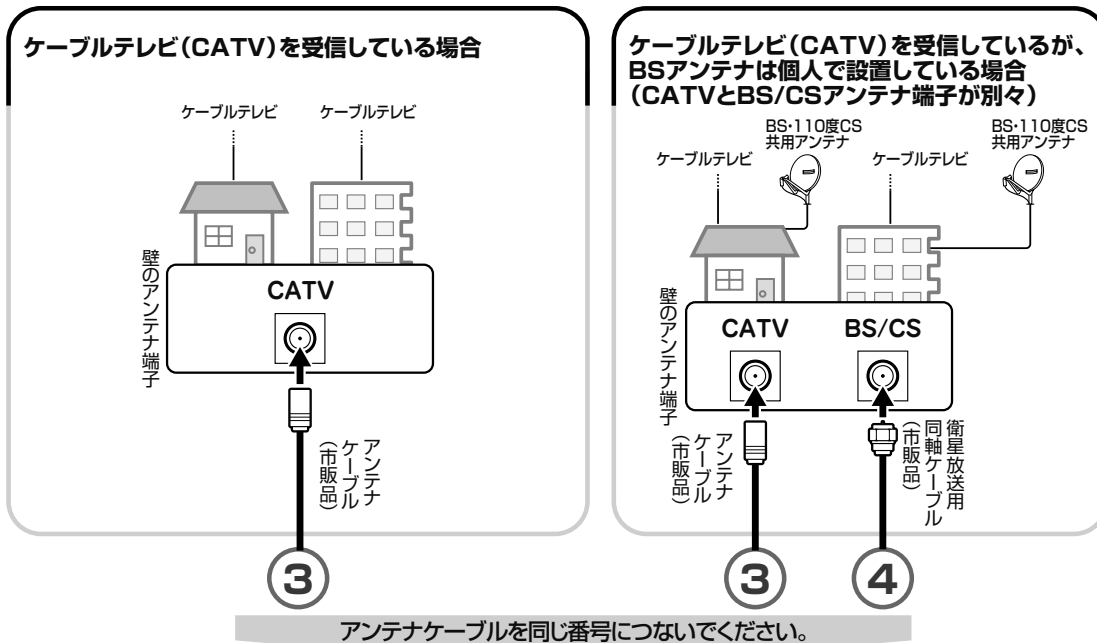 ケーブルテレビ（CATV）を受信している場合
ケーブルテレビ
ケーブルテレビ
壁のアンテナ端子
CATV
アンテナ
ケーブル
（市販品）
③
ケーブルテレビ（CATV）を受信しているが、
BSアンテナは個人で設置している場合
（CATVとBS/CSアンテナ端子が別々）
BS・110度CS
共用アンテナ
BS・110度CS
共用アンテナ
ケーブルテレビ
ケーブルテレビ
壁のアンテナ端子
CATV
BS/CS
アンテナ
ケーブル
（市販品）
衛星放送用
同軸ケーブル
（市販品）
③
④
アンテナケーブルを同じ番号につないでください。